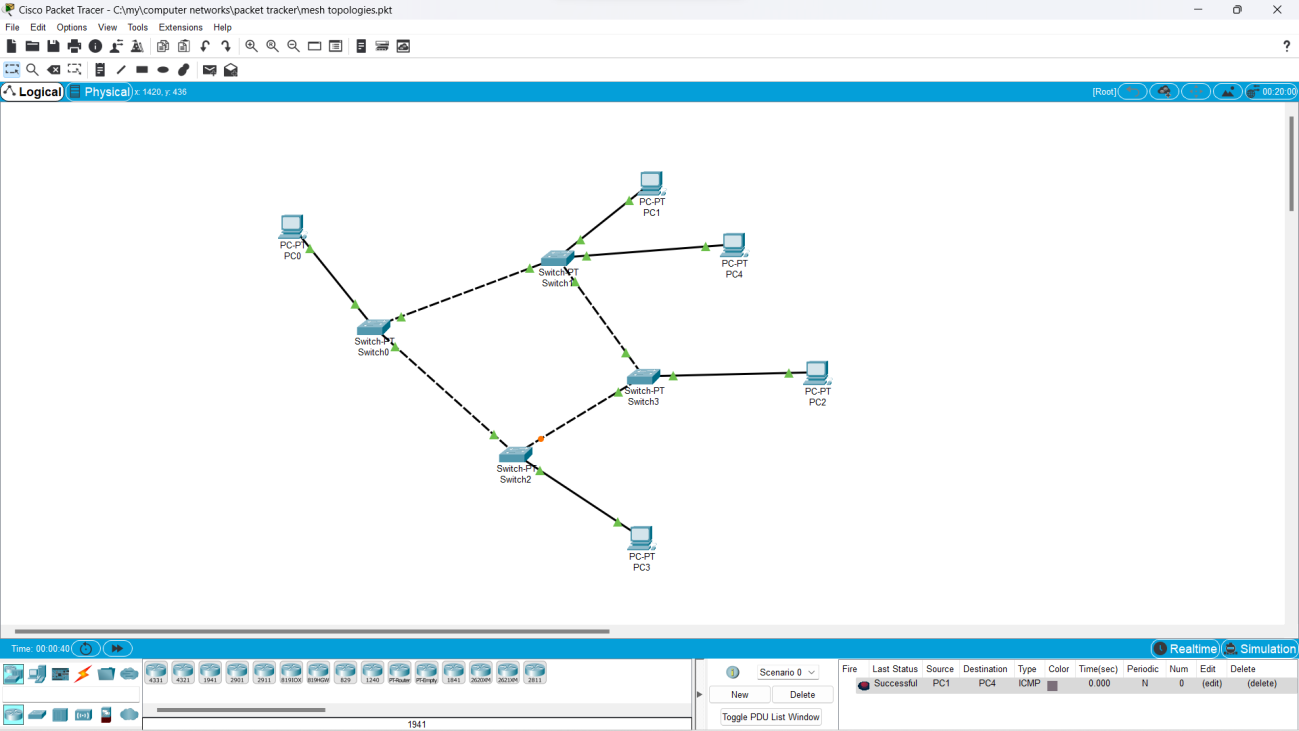 Cisco Packet Tracer - C:\my\computer networks\packet tracker\mesh topologies.pkt
File Edit Options View Tools Extensions Help
?
Logical Physical x: 1420, y: 436 [Root] 00:20:00
PC-PT
PC1
PC-PT
PC0
PC-PT
PC4
Switch-PT
Switch1
Switch-PT
Switch0
Switch-PT
Switch3
PC-PT
PC2
Switch-PT
Switch2
PC-PT
PC3
Time: 00:00:40 Realtime Simulation
4331 4321 1941 2901 2911 819IOX 819HGW 829 1240 PT-Router PT-Empty 1841 2620XM 2621XM 2811
1941
Scenario 0
New Delete
Toggle PDU List Window
Fire Last Status Source Destination Type Color Time(sec) Periodic Num Edit Delete
Successful PC1 PC4 ICMP 0.000 N 0 (edit) (delete)